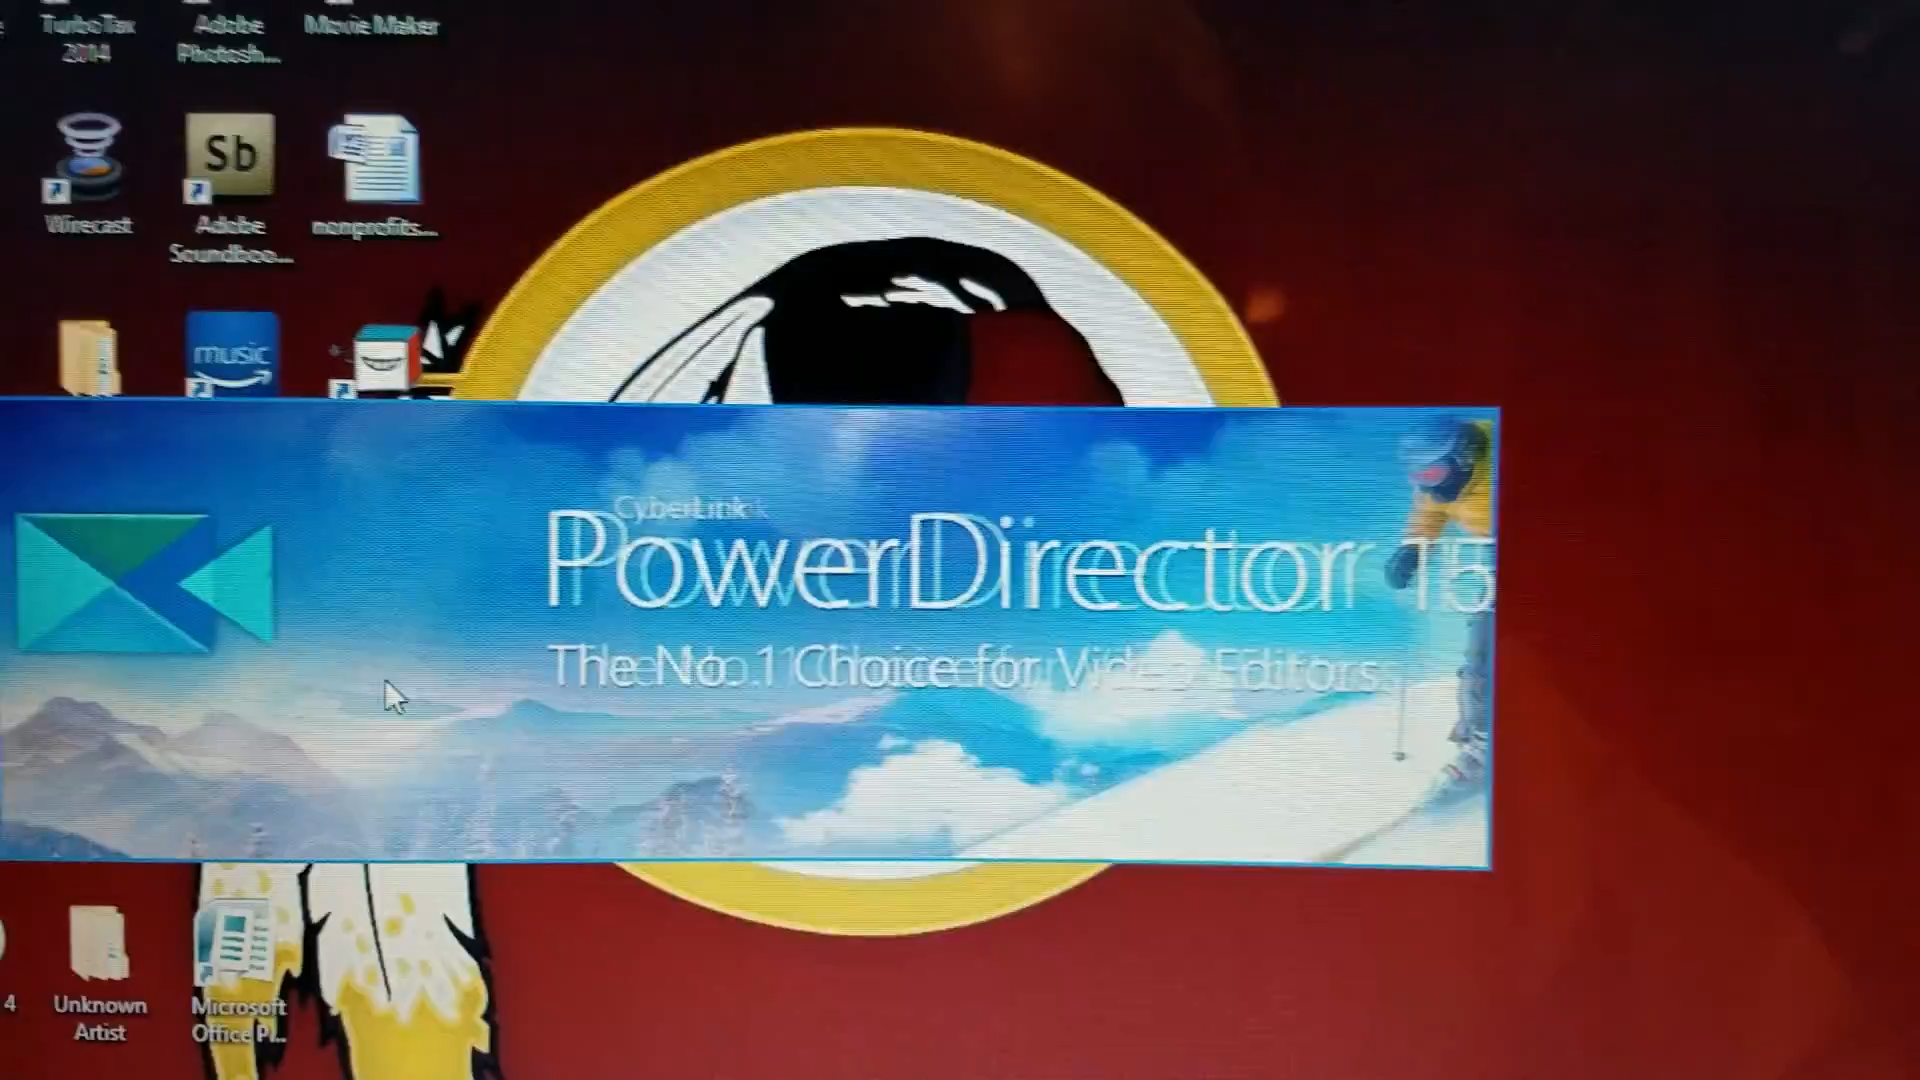 TurboTax
2014
Adobe
Photosh...
Movie Maker
Sb
Wirecast
Adobe
Soundboo...
nonprofits...
music
CyberLink
PowerDirector 15
The No.1 Choice for Video Editors
4
Unknown
Artist
Microsoft
Office P...